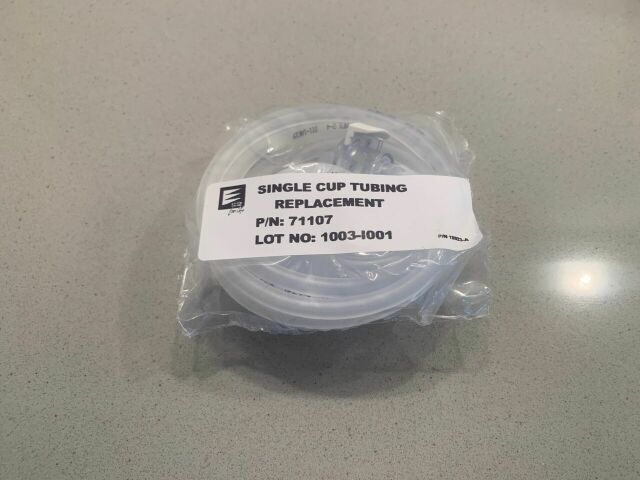 SINGLE CUP TUBING
REPLACEMENT
P/N: 71107
LOT NO: 1003-I001